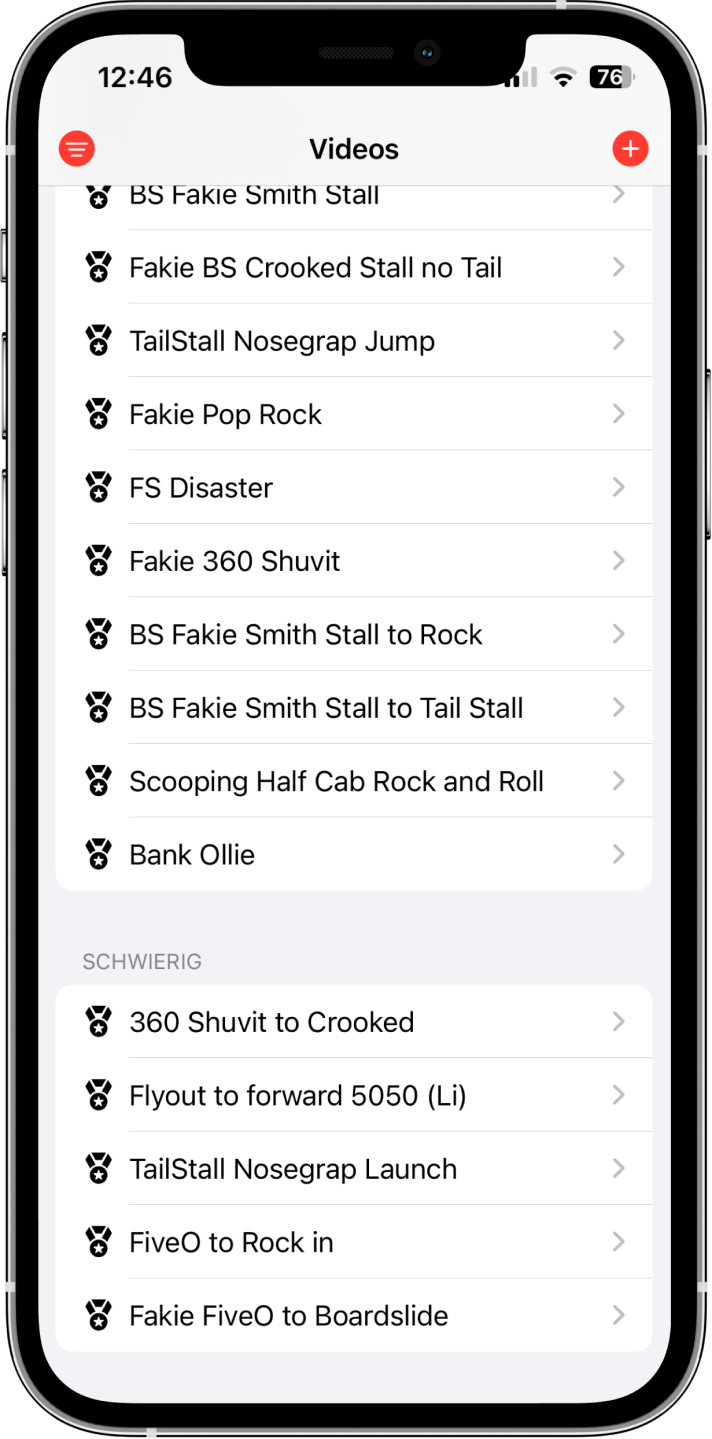 12:46
76
Videos
BS Fakie Smith Stall
Fakie BS Crooked Stall no Tail
TailStall Nosegrap Jump
Fakie Pop Rock
FS Disaster
Fakie 360 Shuvit
BS Fakie Smith Stall to Rock
BS Fakie Smith Stall to Tail Stall
Scooping Half Cab Rock and Roll
Bank Ollie
SCHWIERIG
360 Shuvit to Crooked
Flyout to forward 5050 (Li)
TailStall Nosegrap Launch
FiveO to Rock in
Fakie FiveO to Boardslide